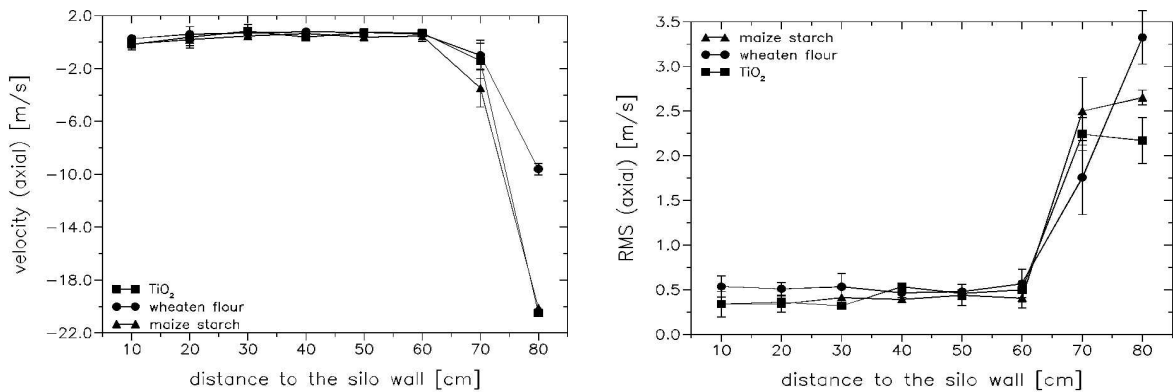 2.0
-2.0
-6.0
-10.0
-14.0
-18.0
-22.0
velocity (axial) [m/s]
TiO₂
wheaten flour
maize starch
10 20 30 40 50 60 70 80
distance to the silo wall [cm]
3.5
3.0
2.5
2.0
1.5
1.0
0.5
0.0
RMS (axial) [m/s]
maize starch
wheaten flour
TiO₂
10 20 30 40 50 60 70 80
distance to the silo wall [cm]